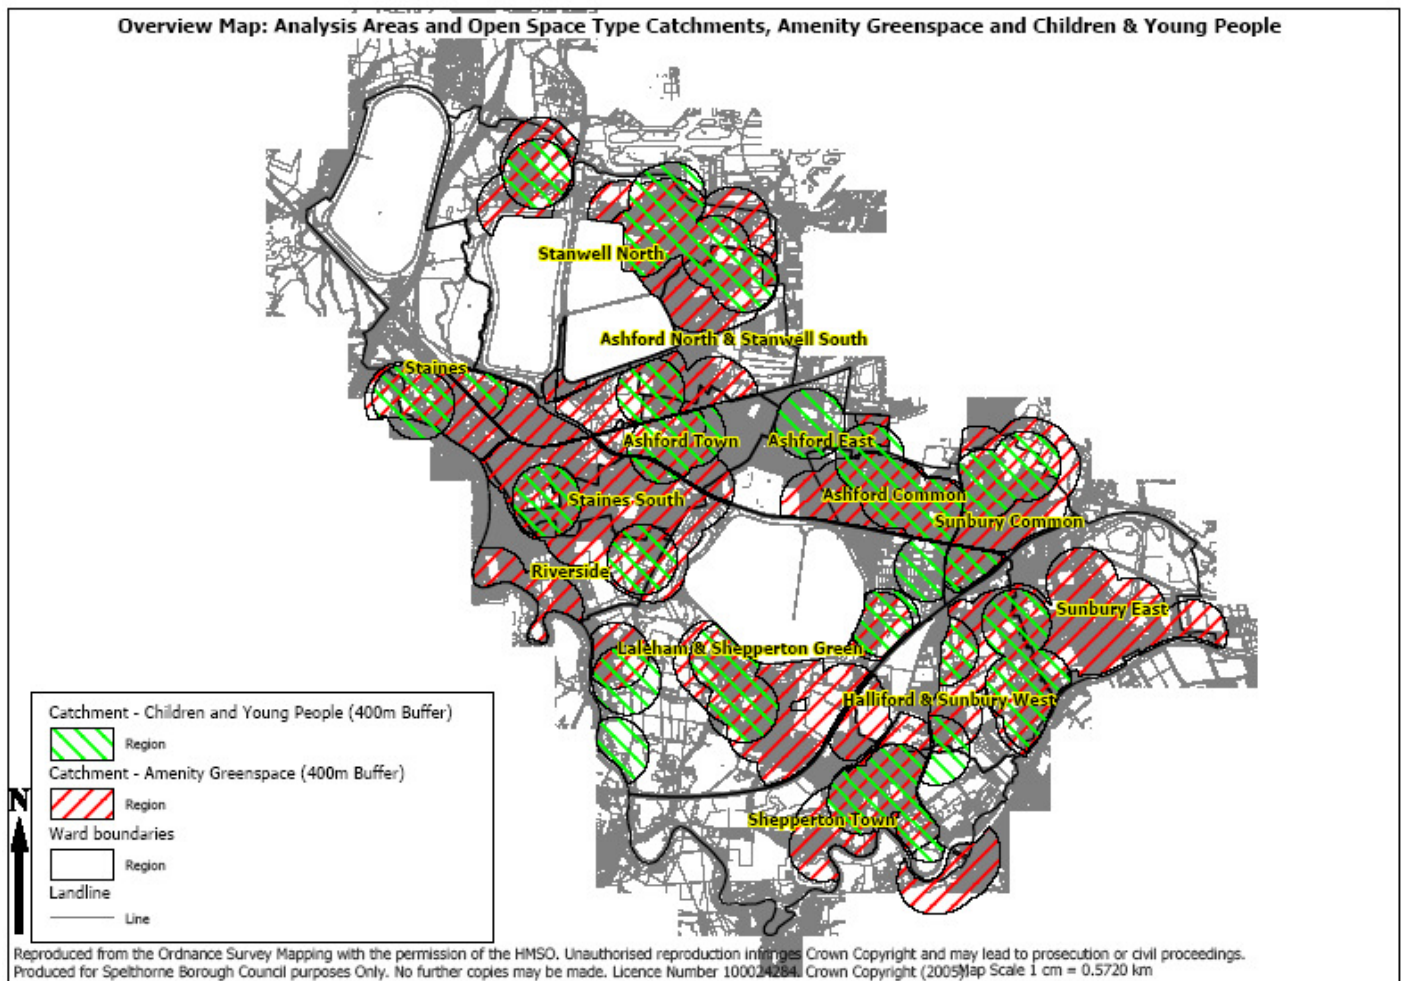 Overview Map: Analysis Areas and Open Space Type Catchments, Amenity Greenspace and Children & Young People
Stanwell North
Ashford North & Stanwell South
Staines
Ashford Town
Ashford East
Staines South
Ashford Common
Sunbury Common
Riverside
Sunbury East
Laleham & Shepperton Green
Halliford & Sunbury West
Shepperton Town
Catchment - Children and Young People (400m Buffer)
Region
Catchment - Amenity Greenspace (400m Buffer)
Region
Ward boundaries
Region
Landline
Line
N
Reproduced from the Ordnance Survey Mapping with the permission of the HMSO. Unauthorised reproduction infringes Crown Copyright and may lead to prosecution or civil proceedings.
Produced for Spelthorne Borough Council purposes Only. No further copies may be made. Licence Number 100024284. Crown Copyright (2005) Map Scale 1 cm = 0.5720 km